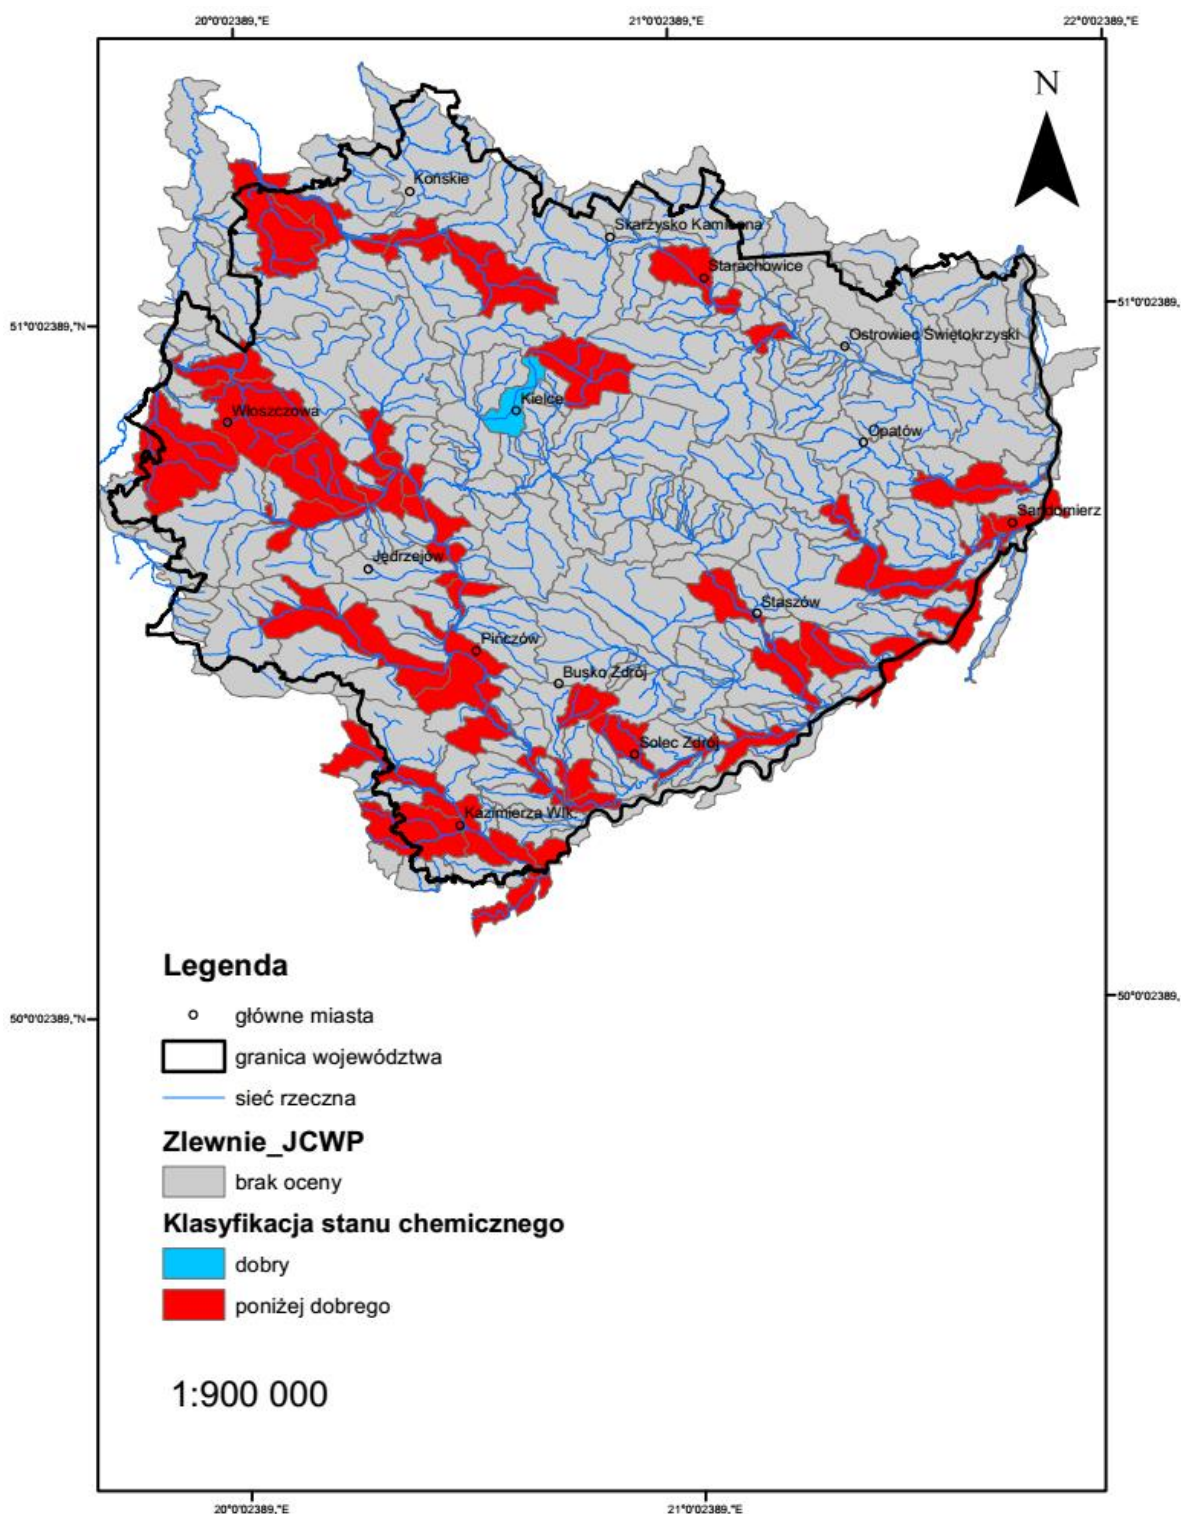 20°0'02389,"E
21°0'02389,"E
22°0'02389,"E
N
Końskie
Skarżysko Kamienna
Starachowice
51°0'02389,"N
51°0'02389,
Ostrowiec Świętokrzyski
Kielce
Włoszczowa
Opatów
Sandomierz
Jędrzejów
Staszów
Pińczów
Busko Zdrój
Solec Zdrój
Kazimierza Wlk.
Legenda
główne miasta
50°0'02389,"N
50°0'02389,
granica województwa
sieć rzeczna
Zlewnie_JCWP
brak oceny
Klasyfikacja stanu chemicznego
dobry
poniżej dobrego
1:900 000
20°0'02389,"E
21°0'02389,"E